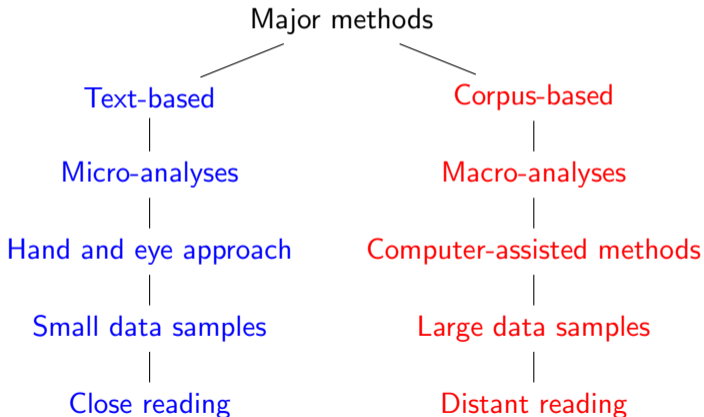 Major methods
Text-based
Corpus-based
Micro-analyses
Macro-analyses
Hand and eye approach
Computer-assisted methods
Small data samples
Large data samples
Close reading
Distant reading